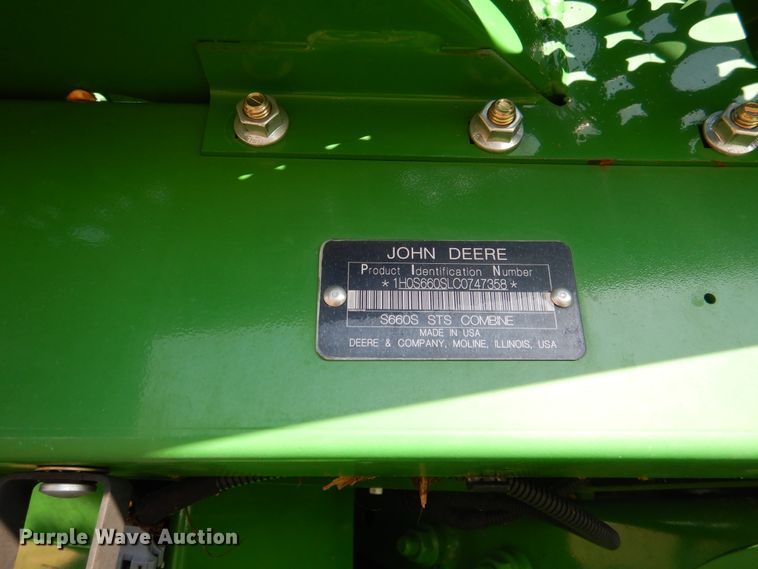 JOHN DEERE
Product Identification Number
*1H0S660SLC0747358*
S660S STS COMBINE
MADE IN USA
DEERE & COMPANY, MOLINE, ILLINOIS, USA
Purple Wave Auction